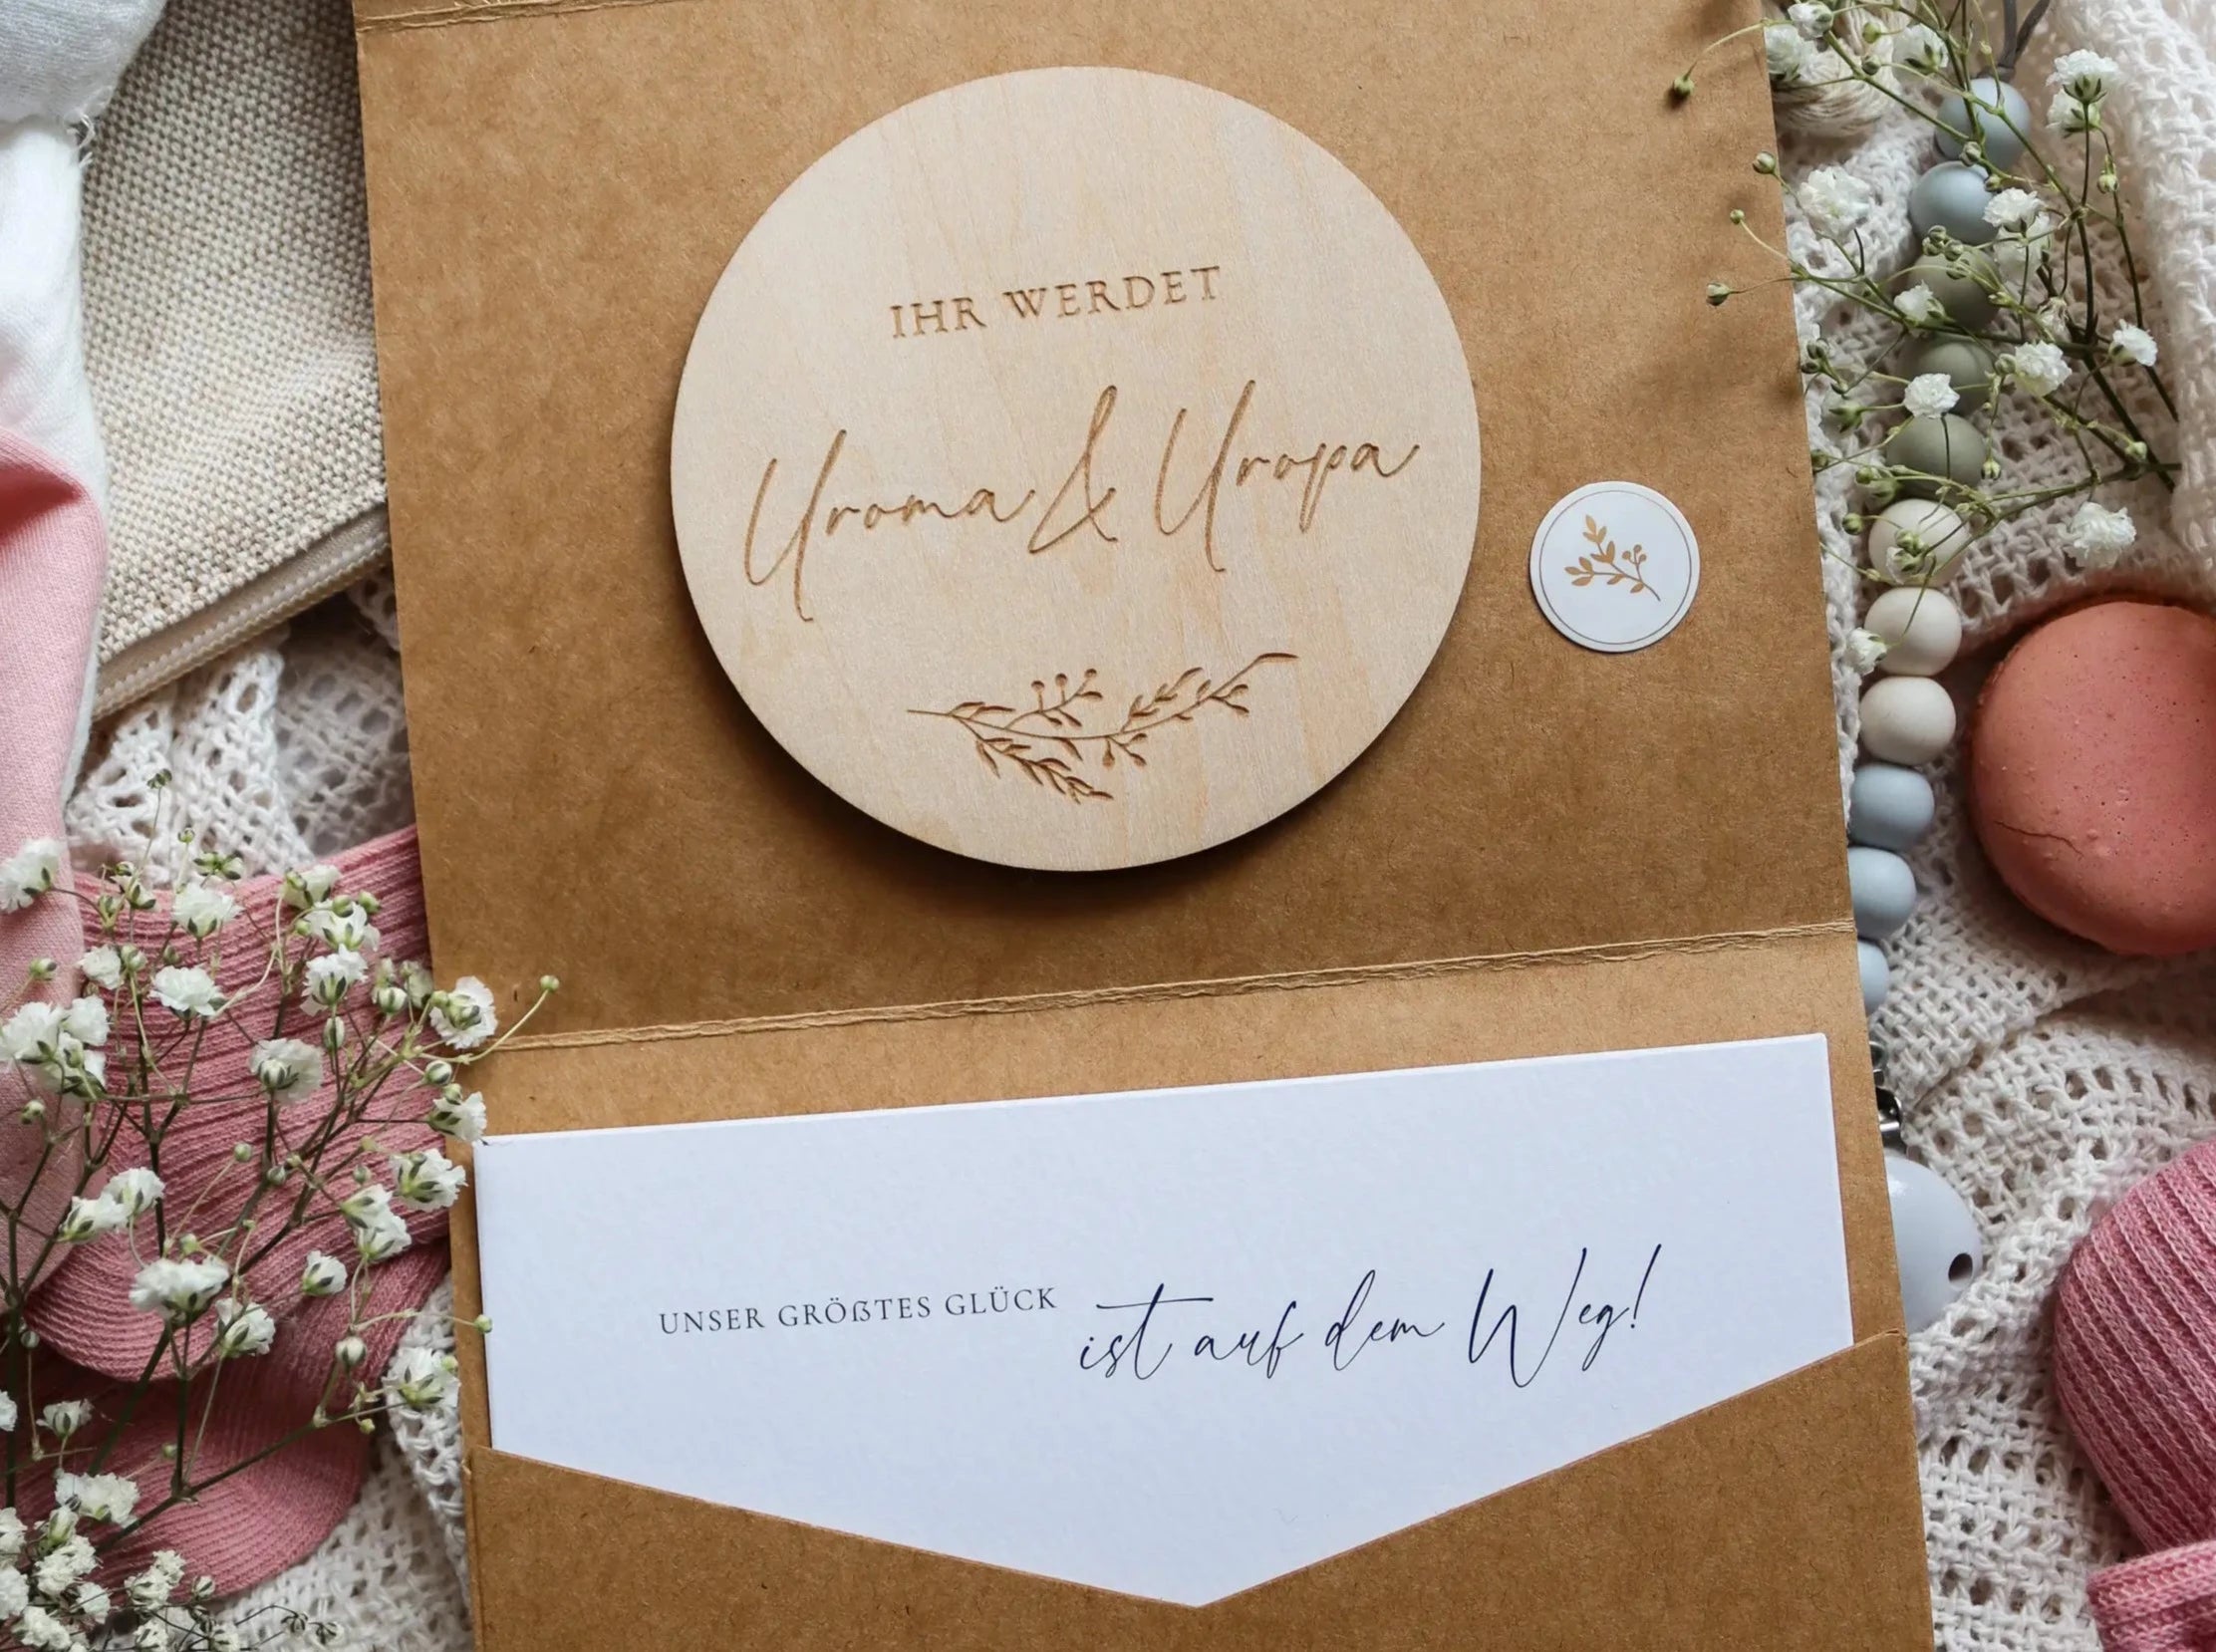 IHR WERDET
Uroma & Uropa
UNSER GRÖẞTES GLÜCK ist auf dem Weg!